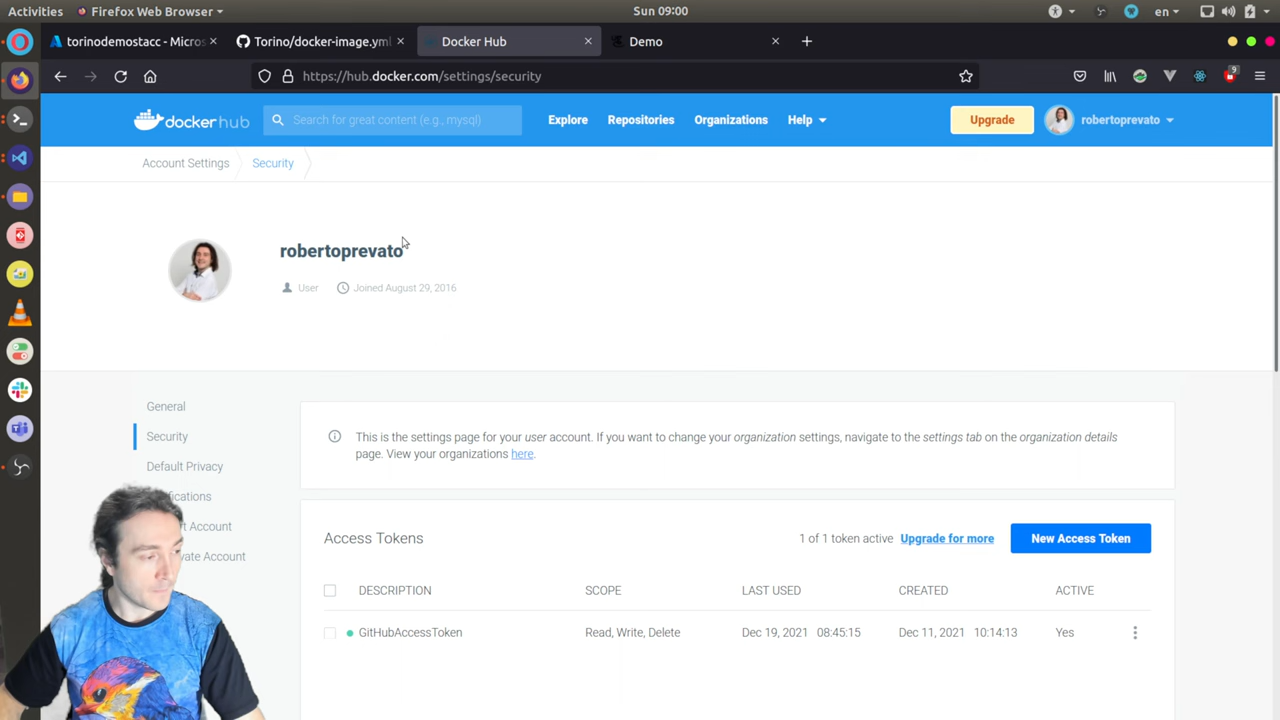 Activities Firefox Web Browser Sun 09:00 en
torinodemostacc - Micros Torino/docker-image.yml Docker Hub Demo
https://hub.docker.com/settings/security 9
dockerhub Search for great content (e.g., mysql) Explore Repositories Organizations Help Upgrade robertoprevato
Account Settings Security
robertoprevato
User Joined August 29, 2016
General
Security
Default Privacy
ifications
t Account
vate Account
This is the settings page for your user account. If you want to change your organization settings, navigate to the settings tab on the organization details
page. View your organizations here.
Access Tokens 1 of 1 token active Upgrade for more New Access Token
DESCRIPTION SCOPE LAST USED CREATED ACTIVE
GitHubAccessToken Read, Write, Delete Dec 19, 2021 08:45:15 Dec 11, 2021 10:14:13 Yes